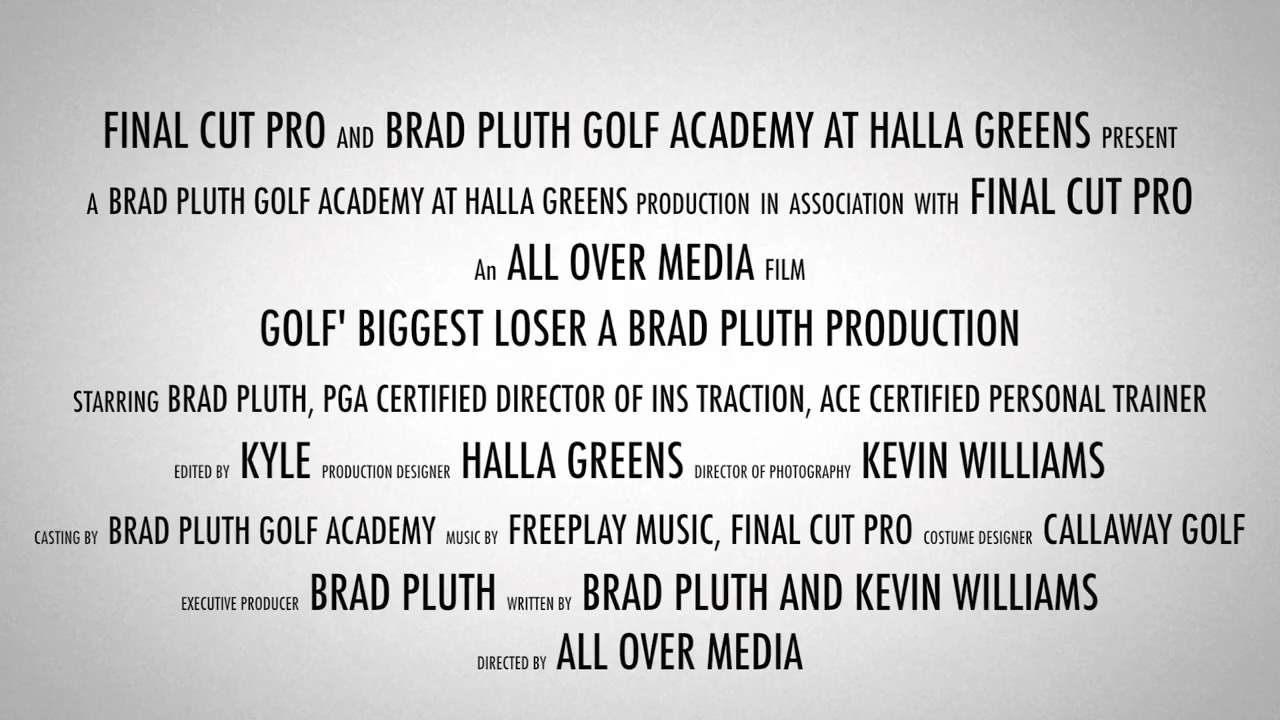 FINAL CUT PRO AND BRAD PLUTH GOLF ACADEMY AT HALLA GREENS PRESENT
A BRAD PLUTH GOLF ACADEMY AT HALLA GREENS PRODUCTION IN ASSOCIATION WITH FINAL CUT PRO
An ALL OVER MEDIA FILM
GOLF' BIGGEST LOSER A BRAD PLUTH PRODUCTION
STARRING BRAD PLUTH, PGA CERTIFIED DIRECTOR OF INS TRACTION, ACE CERTIFIED PERSONAL TRAINER
EDITED BY KYLE PRODUCTION DESIGNER HALLA GREENS DIRECTOR OF PHOTOGRAPHY KEVIN WILLIAMS
CASTING BY BRAD PLUTH GOLF ACADEMY MUSIC BY FREEPLAY MUSIC, FINAL CUT PRO COSTUME DESIGNER CALLAWAY GOLF
EXECUTIVE PRODUCER BRAD PLUTH WRITTEN BY BRAD PLUTH AND KEVIN WILLIAMS
DIRECTED BY ALL OVER MEDIA